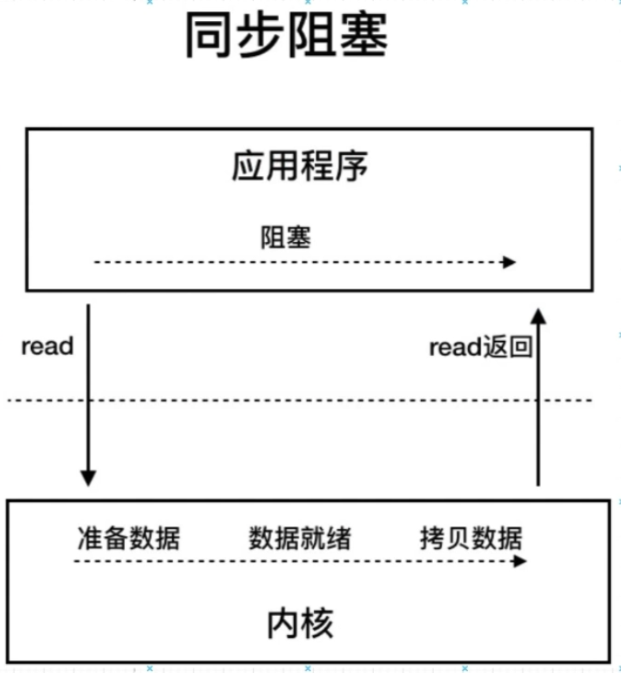 同步阻塞
应用程序
阻塞
read
read返回
准备数据 数据就绪 拷贝数据
内核